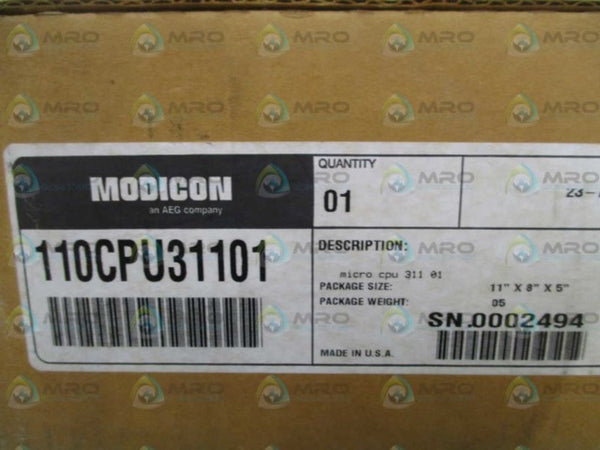 MODICON
an AEG company
110CPU31101
QUANTITY
01
DESCRIPTION:
micro cpu 311 01
PACKAGE SIZE: 11" X 8" X 5"
PACKAGE WEIGHT: 05
SN.0002494
MADE IN U.S.A.
MRO